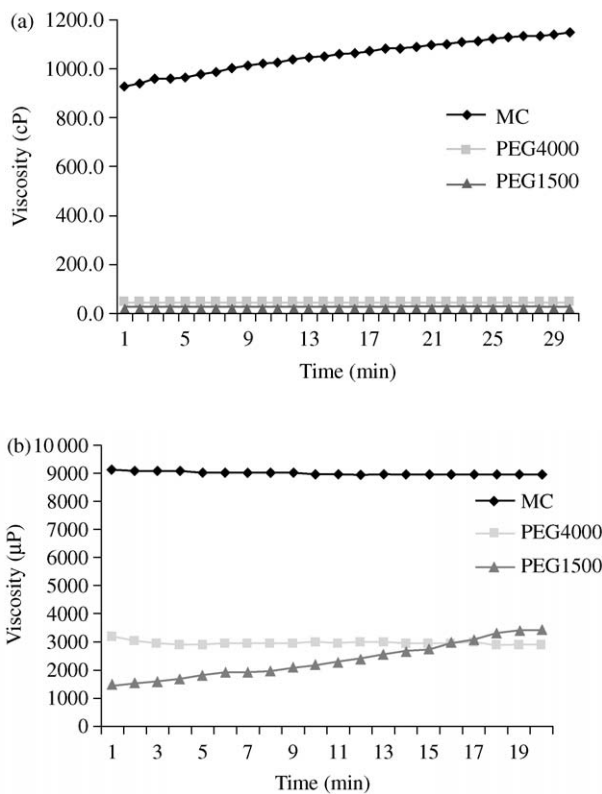 (a)
1200.0
1000.0
800.0
600.0
400.0
200.0
0.0
Viscosity (cP)
MC
PEG4000
PEG1500
1 5 9 13 17 21 25 29
Time (min)
(b)
10 000
9000
8000
7000
6000
5000
4000
3000
2000
1000
0
Viscosity (µP)
MC
PEG4000
PEG1500
1 3 5 7 9 11 13 15 17 19
Time (min)